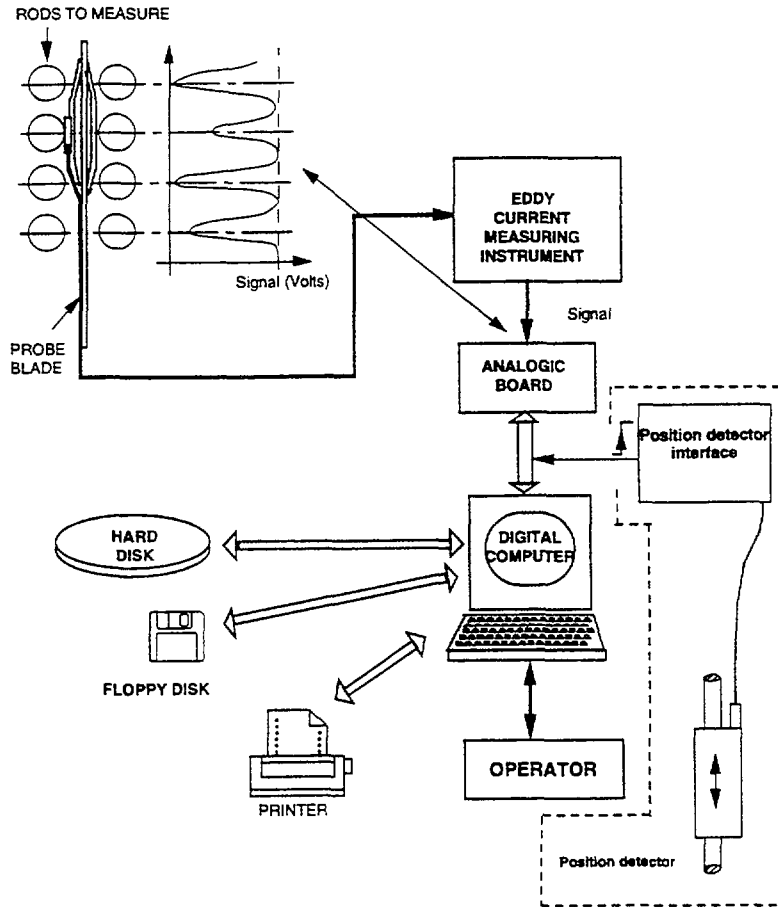 RODS TO MEASURE
Signal (Volts)
PROBE
BLADE
EDDY
CURRENT
MEASURING
INSTRUMENT
Signal
ANALOGIC
BOARD
Position detector
interface
HARD
DISK
DIGITAL
COMPUTER
FLOPPY DISK
PRINTER
OPERATOR
Position detector